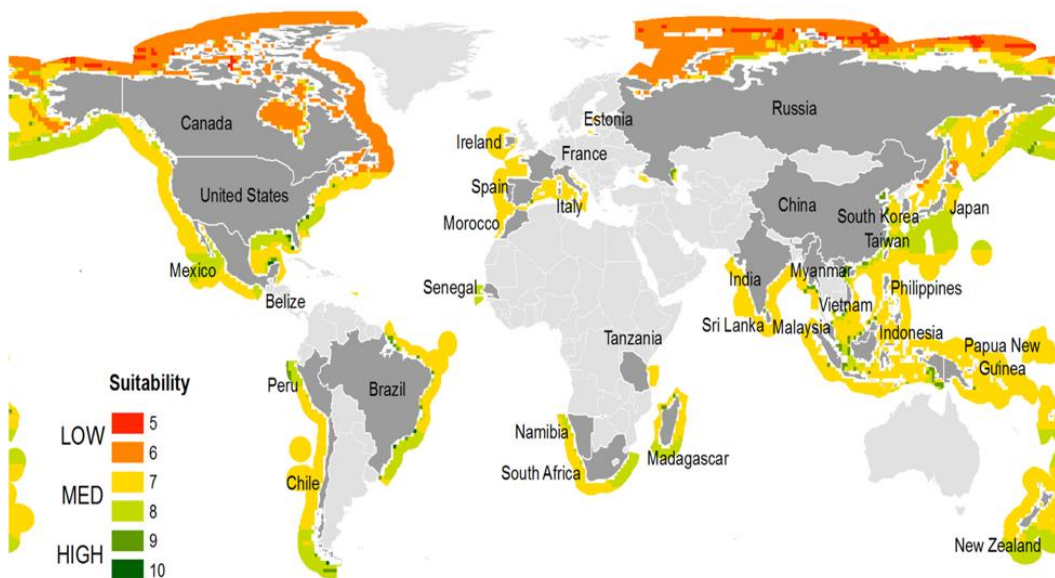 Canada
Russia
Estonia
Ireland
France
United States
Spain
Italy
China
South Korea
Japan
Morocco
Taiwan
Mexico
India
Myanmar
Philippines
Belize
Senegal
Vietnam
Tanzania
Sri Lanka
Malaysia
Indonesia
Papua New
Guinea
Peru
Brazil
Namibia
Madagascar
South Africa
Chile
New Zealand
Suitability
LOW
5
6
MED
7
8
HIGH
9
10